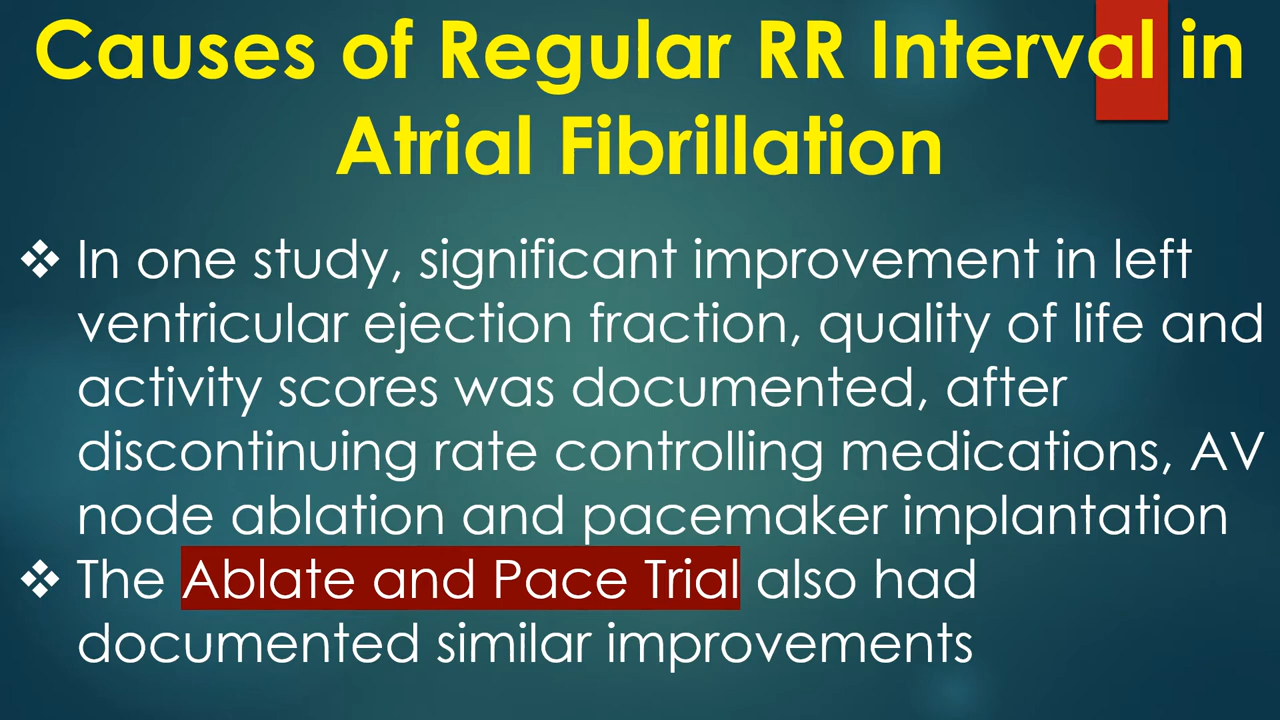 Causes of Regular RR Interval in
Atrial Fibrillation
❖ In one study, significant improvement in left
ventricular ejection fraction, quality of life and
activity scores was documented, after
discontinuing rate controlling medications, AV
node ablation and pacemaker implantation
❖ The Ablate and Pace Trial also had
documented similar improvements